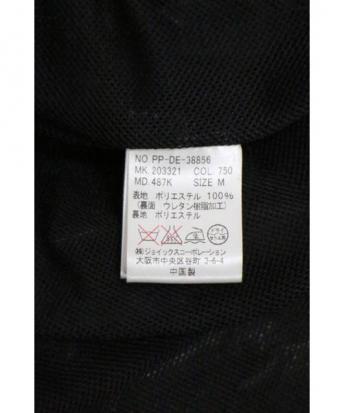 NO PP-DE-38856
MK. 203321 COL. 750
MD. 487K SIZE M
表地 ポリエステル 100%
(裏面 ウレタン樹脂加工)
裏地 ポリエステル
ドライ
㈱ジョイックスコーポレーション
大阪市中央区谷町 2-6-4
中国製